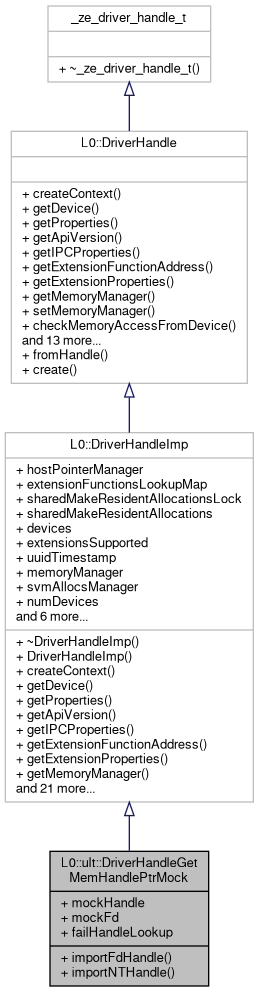 _ze_driver_handle_t
+ ~_ze_driver_handle_t()
L0::DriverHandle
+ createContext()
+ getDevice()
+ getProperties()
+ getApiVersion()
+ getIPCProperties()
+ getExtensionFunctionAddress()
+ getExtensionProperties()
+ getMemoryManager()
+ setMemoryManager()
+ checkMemoryAccessFromDevice()
and 13 more...
+ fromHandle()
+ create()
L0::DriverHandleImp
+ hostPointerManager
+ extensionFunctionsLookupMap
+ sharedMakeResidentAllocationsLock
+ sharedMakeResidentAllocations
+ devices
+ extensionsSupported
+ uuidTimestamp
+ memoryManager
+ svmAllocsManager
+ numDevices
and 6 more...
+ ~DriverHandleImp()
+ DriverHandleImp()
+ createContext()
+ getDevice()
+ getProperties()
+ getApiVersion()
+ getIPCProperties()
+ getExtensionFunctionAddress()
+ getExtensionProperties()
+ getMemoryManager()
and 21 more...
L0::ult::DriverHandleGet
MemHandlePtrMock
+ mockHandle
+ mockFd
+ failHandleLookup
+ importFdHandle()
+ importNTHandle()